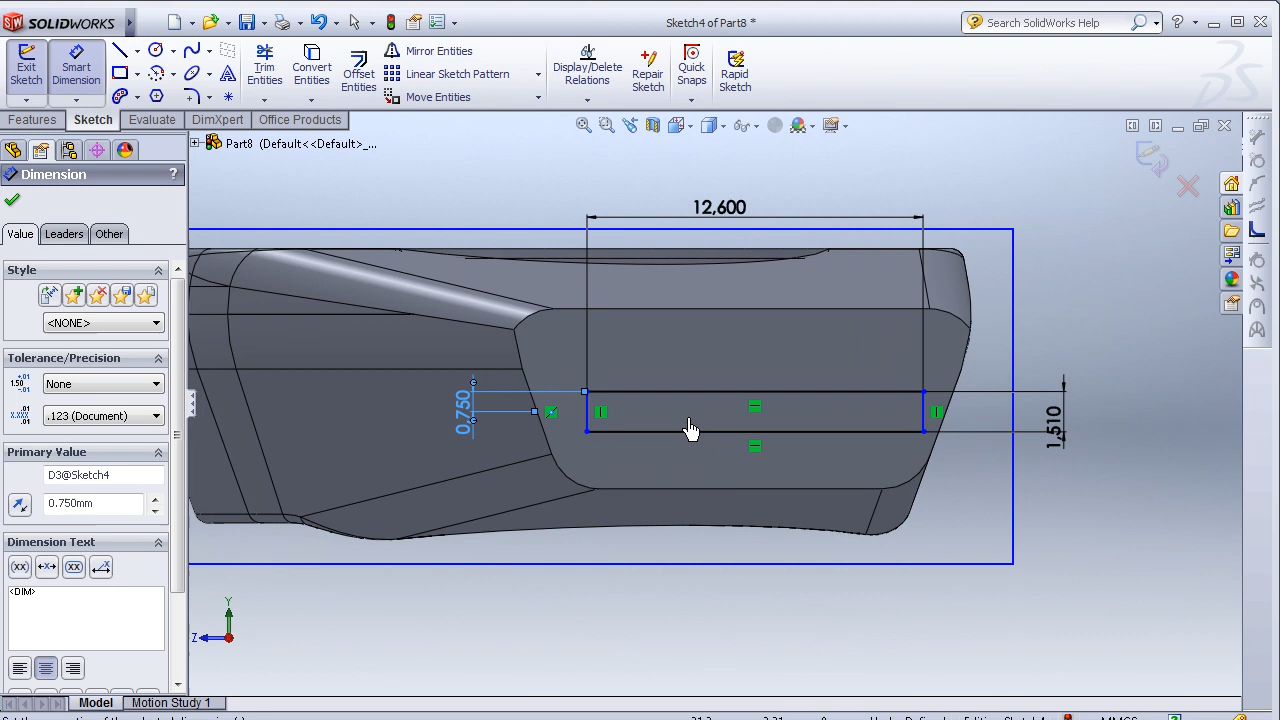 SOLIDWORKS
Sketch4 of Part8 *
Search SolidWorks Help
?
Exit Sketch
Smart Dimension
Trim Entities
Convert Entities
Offset Entities
Mirror Entities
Linear Sketch Pattern
Move Entities
Display/Delete Relations
Repair Sketch
Quick Snaps
Rapid Sketch
Features
Sketch
Evaluate
DimXpert
Office Products
Part8 (Default<<Default>_...
Dimension
?
Value
Leaders
Other
Style
<NONE>
Tolerance/Precision
None
.123 (Document)
Primary Value
D3@Sketch4
0.750mm
Dimension Text
<DIM>
12,600
0,750
1,510
Y
Z
Model
Motion Study 1